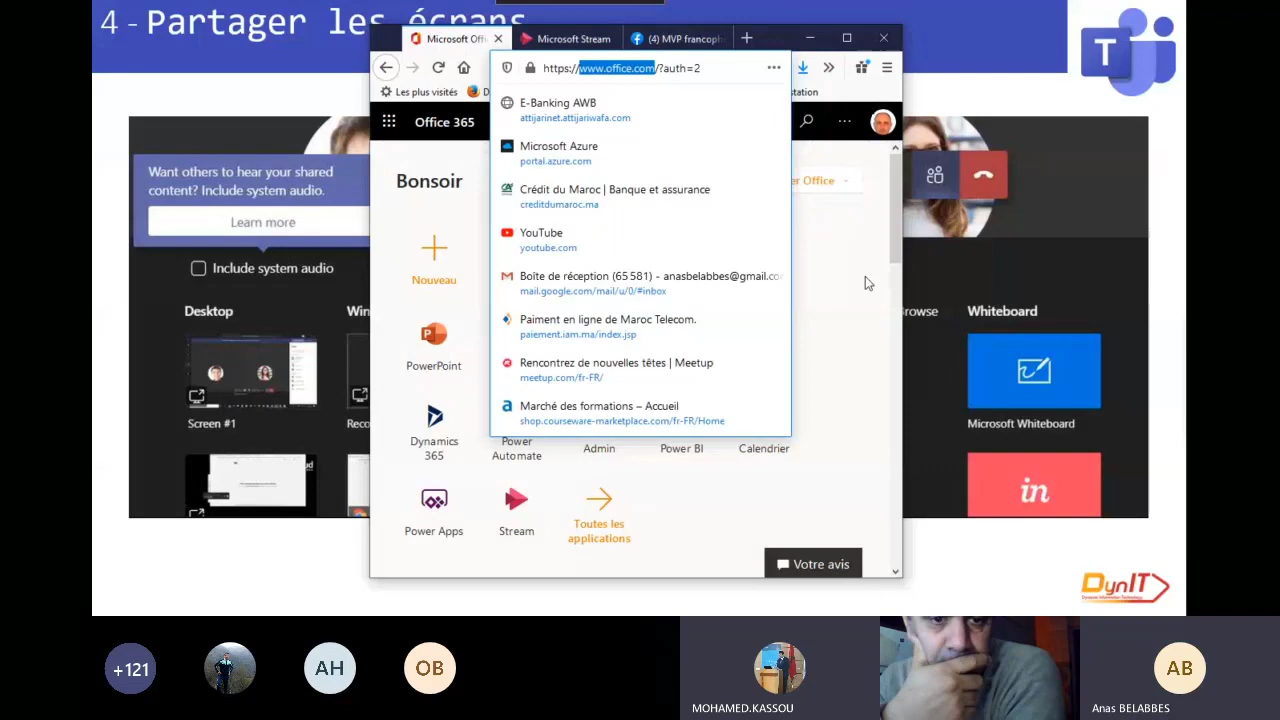 4 - Partager les écrans
Microsoft Offi
Microsoft Stream
(4) MVP francoph
https://www.office.com/?auth=2
Les plus visités
D
station
Office 365
E-Banking AWB
attijarinet.attijariwafa.com
Microsoft Azure
portal.azure.com
Crédit du Maroc | Banque et assurance
creditdumaroc.ma
YouTube
youtube.com
Boîte de réception (65 581) - anasbelabbes@gmail.co
mail.google.com/mail/u/0/#inbox
Paiment en ligne de Maroc Telecom.
paiement.iam.ma/index.jsp
Rencontrez de nouvelles têtes | Meetup
meetup.com/fr-FR/
Marché des formations – Accueil
shop.courseware-marketplace.com/fr-FR/Home
Bonsoir
er Office
Nouveau
PowerPoint
Dynamics 365
Power Automate
Admin
Power BI
Calendrier
Power Apps
Stream
Toutes les applications
Votre avis
Want others to hear your shared
content? Include system audio.
Learn more
Include system audio
Desktop
Win
Screen #1
Reco
Browse
Whiteboard
Microsoft Whiteboard
in
T
DynIT
+121
AH
OB
MOHAMED.KASSOU
AB
Anas BELABBES